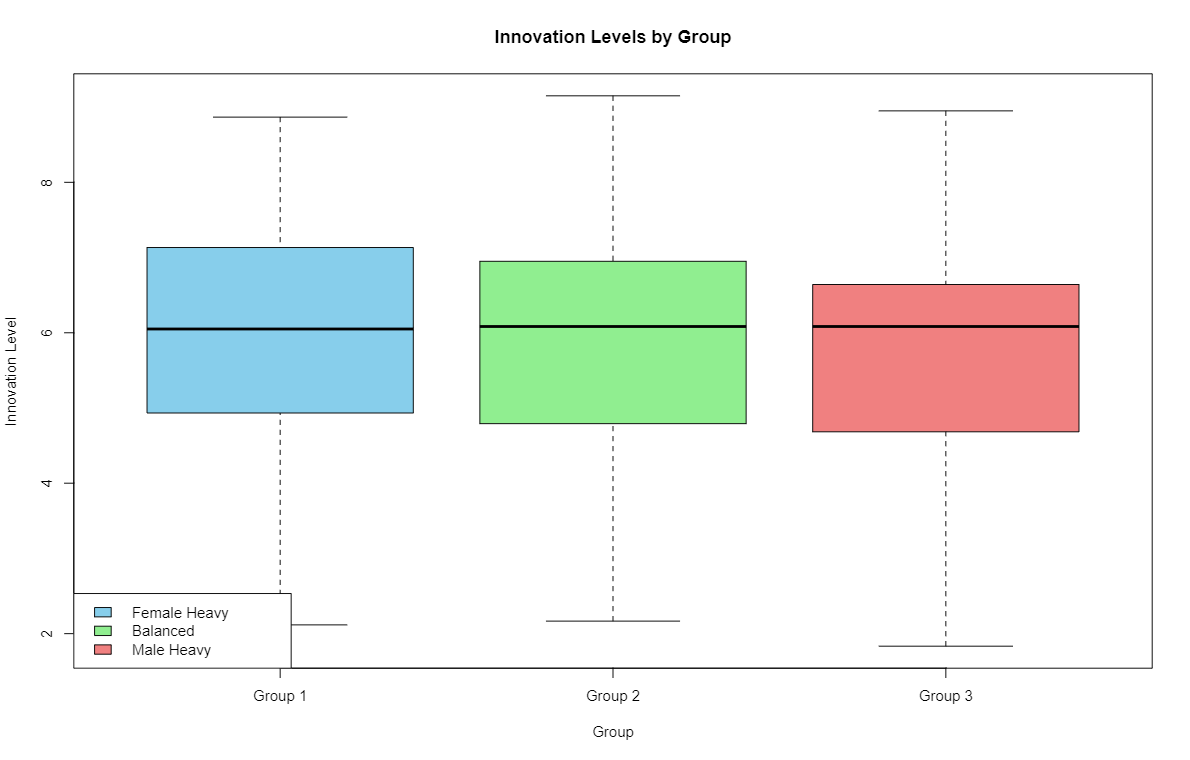 Innovation Levels by Group
Innovation Level
8
6
4
2
Female Heavy
Balanced
Male Heavy
Group 1
Group 2
Group 3
Group